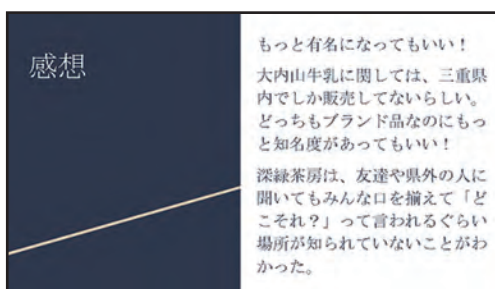 感想
もっと有名になってもいい！
大内山牛乳に関しては、三重県
内でしか販売してないらしい。
どっちもブランド品なのにもっ
と知名度があってもいい！
深緑茶房は、友達や県外の人に
聞いてもみんな口を揃えて「ど
こそれ？」って言われるぐらい
場所が知られていないことがわ
かった。